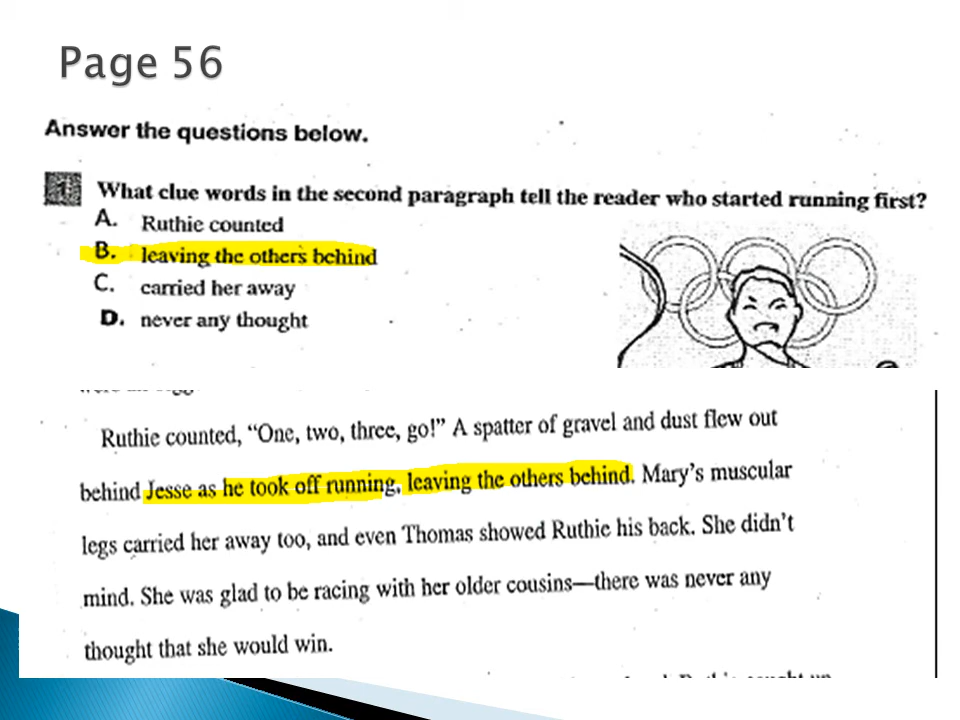 Page 56
Answer the questions below.
1 What clue words in the second paragraph tell the reader who started running first?
A. Ruthie counted
B. leaving the others behind
C. carried her away
D. never any thought
Ruthie counted, “One, two, three, go!” A spatter of gravel and dust flew out
behind Jesse as he took off running, leaving the others behind. Mary’s muscular
legs carried her away too, and even Thomas showed Ruthie his back. She didn’t
mind. She was glad to be racing with her older cousins—there was never any
thought that she would win.